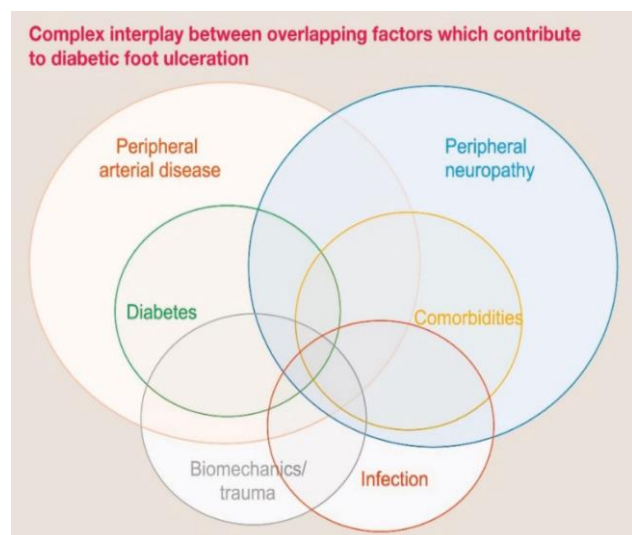 Complex interplay between overlapping factors which contribute
to diabetic foot ulceration
Peripheral
arterial disease
Peripheral
neuropathy
Diabetes
Comorbidities
Biomechanics/
trauma
Infection